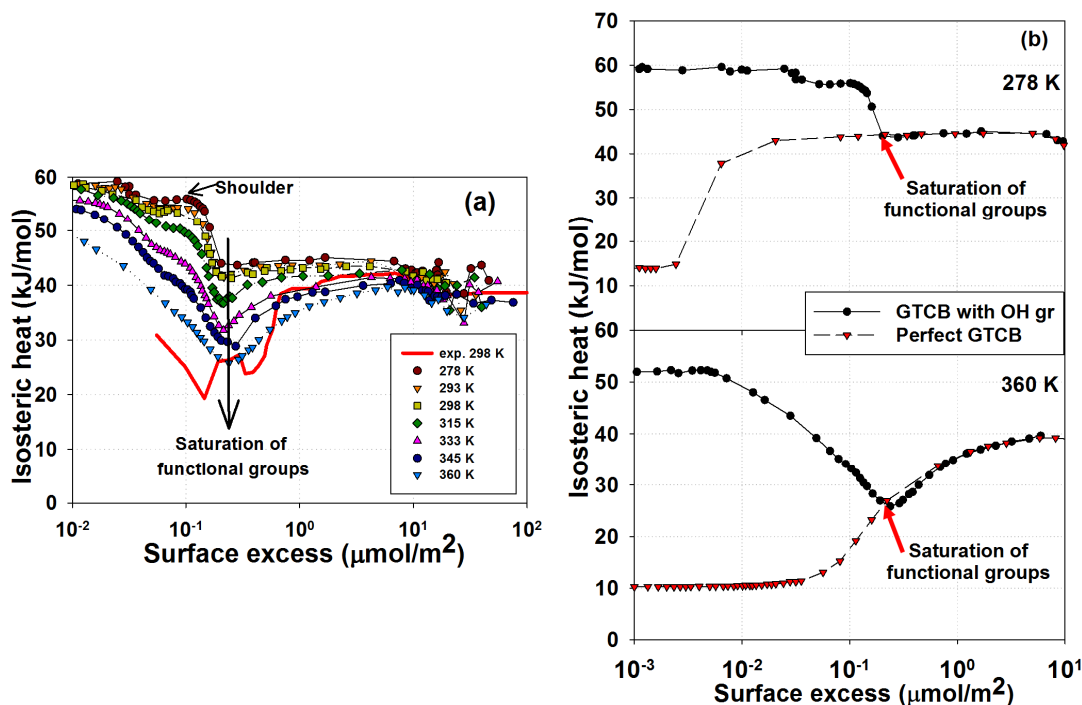 Isosteric heat (kJ/mol)
60
50
40
30
20
10
0
Shoulder
(a)
exp. 298 K
278 K
293 K
298 K
315 K
333 K
345 K
360 K
Saturation of
functional groups
10⁻² 10⁻¹ 10⁰ 10¹ 10²
Surface excess (μmol/m²)
Isosteric heat (kJ/mol)
70
60
50
40
30
20
10
(b)
278 K
Saturation of
functional groups
GTCB with OH gr
Perfect GTCB
Isosteric heat (kJ/mol)
60
50
40
30
20
10
0
360 K
Saturation of
functional groups
10⁻³ 10⁻² 10⁻¹ 10⁰ 10¹
Surface excess (μmol/m²)